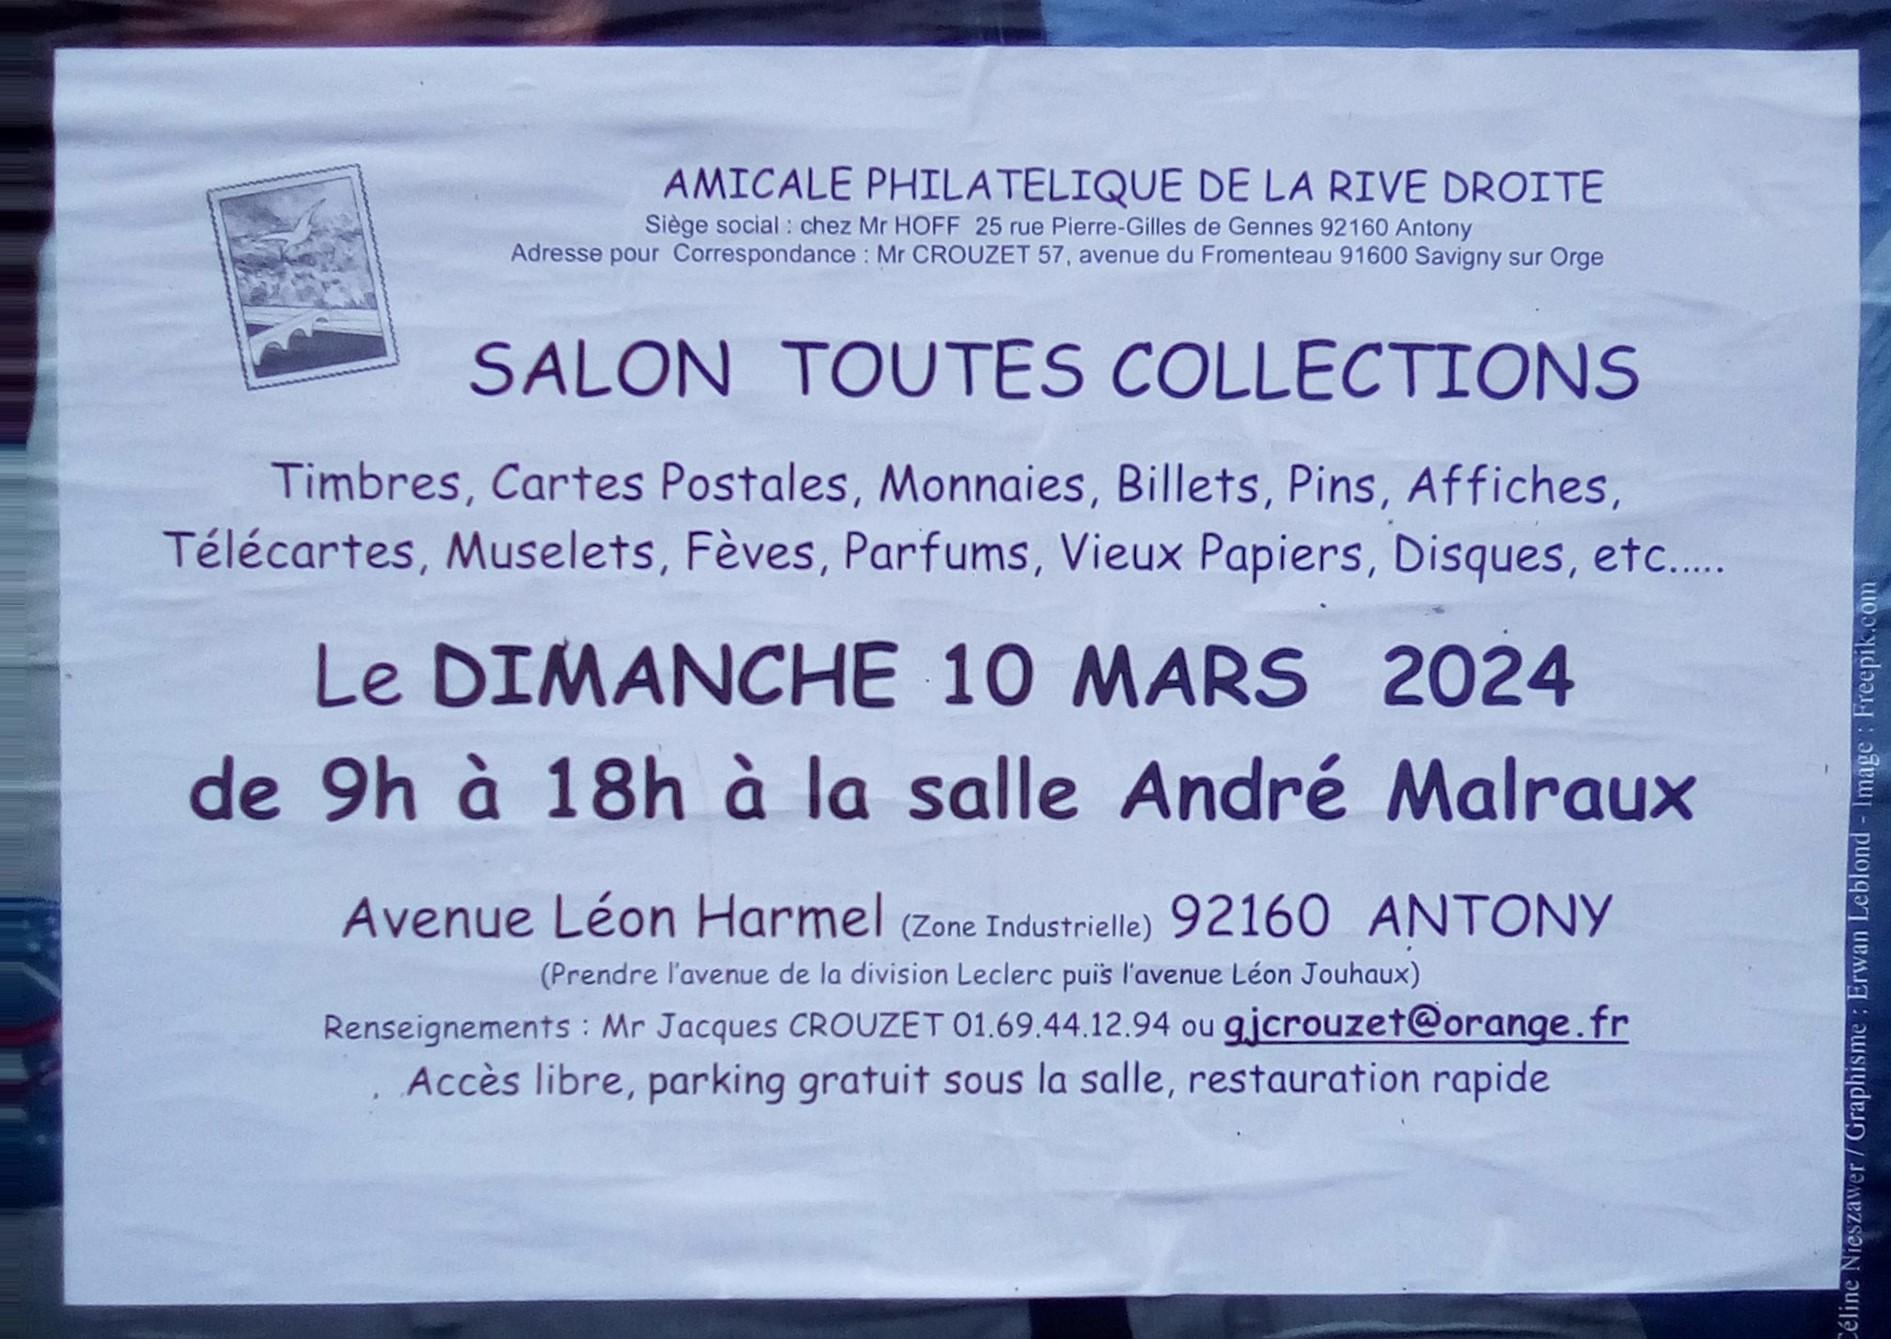 AMICALE PHILATELIQUE DE LA RIVE DROITE
Siège social : chez Mr HOFF 25 rue Pierre-Gilles de Gennes 92160 Antony
Adresse pour Correspondance : Mr CROUZET 57, avenue du Fromenteau 91600 Savigny sur Orge
SALON TOUTES COLLECTIONS
Timbres, Cartes Postales, Monnaies, Billets, Pins, Affiches,
Télécartes, Muselets, Fèves, Parfums, Vieux Papiers, Disques, etc.....
Le DIMANCHE 10 MARS 2024
de 9h à 18h à la salle André Malraux
Avenue Léon Harmel (Zone Industrielle) 92160 ANTONY
(Prendre l'avenue de la division Leclerc puis l'avenue Léon Jouhaux)
Renseignements : Mr Jacques CROUZET 01.69.44.12.94 ou gjcrouzet@orange.fr
Accès libre, parking gratuit sous la salle, restauration rapide
Céline Nieszawer / Graphisme : Erwan Leblond - Image : Freepik.com